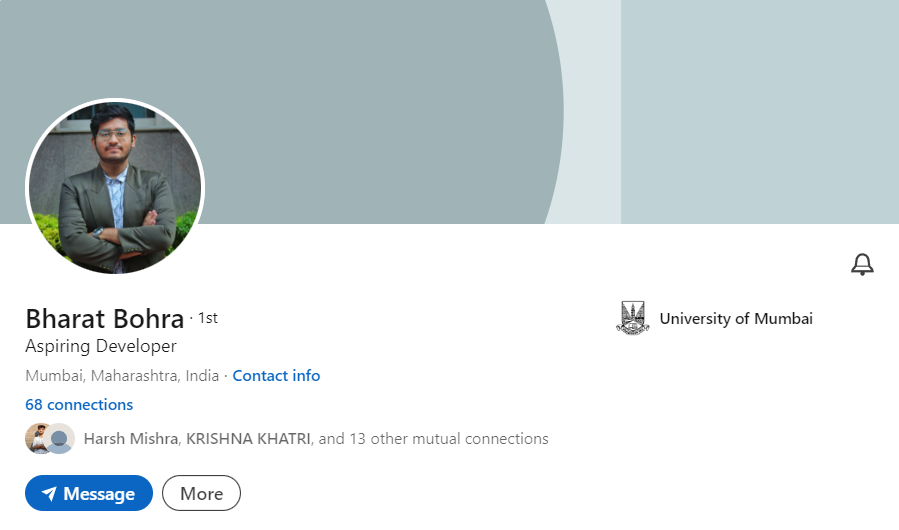 Bharat Bohra · 1st
Aspiring Developer
University of Mumbai
Mumbai, Maharashtra, India · Contact info
68 connections
Harsh Mishra, KRISHNA KHATRI, and 13 other mutual connections
Message
More